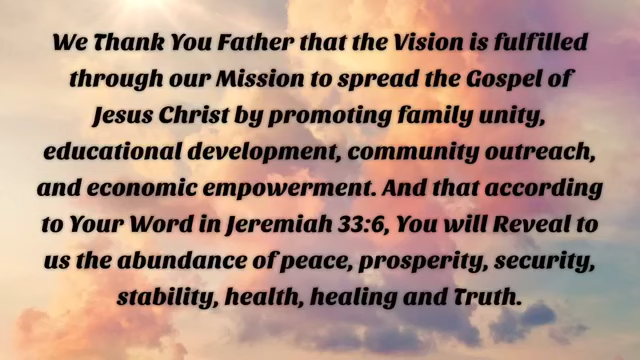 We Thank You Father that the Vision is fulfilled
through our Mission to spread the Gospel of
Jesus Christ by promoting family unity,
educational development, community outreach,
and economic empowerment. And that according
to Your Word in Jeremiah 33:6, You will Reveal to
us the abundance of peace, prosperity, security,
stability, health, healing and Truth.